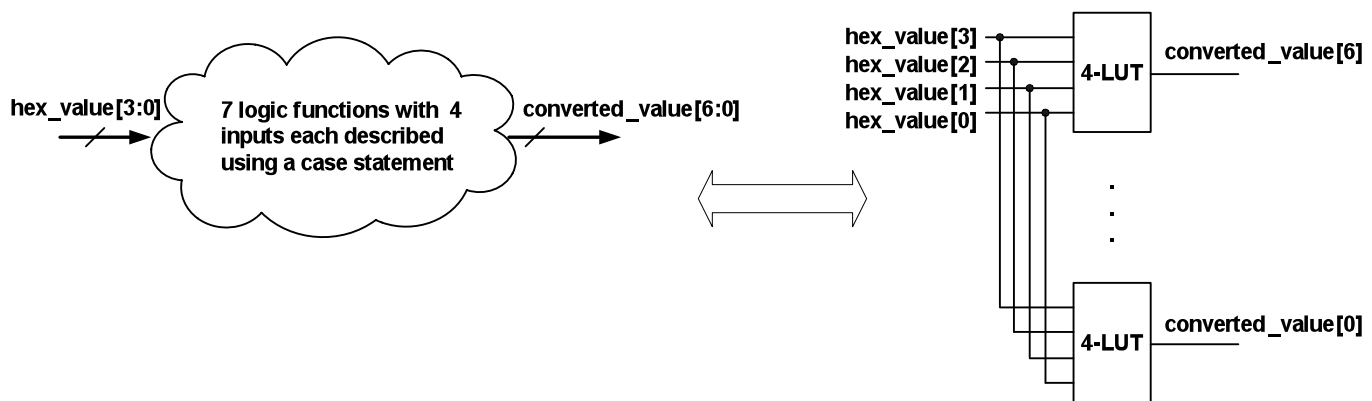 hex_value[3:0]
7 logic functions with 4
inputs each described
using a case statement
converted_value[6:0]
hex_value[3]
hex_value[2]
hex_value[1]
hex_value[0]
4-LUT
converted_value[6]
.
.
.
4-LUT
converted_value[0]